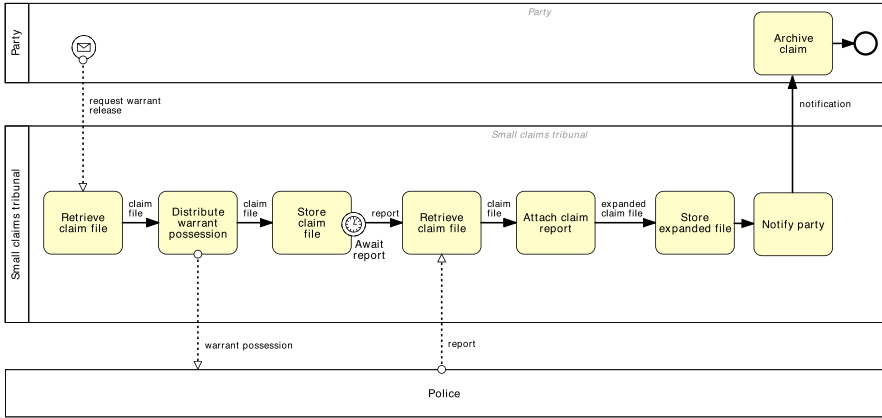 Party
Party
Archive
claim
request warrant
release
notification
Small claims tribunal
Small claims tribunal
Retrieve
claim file
claim
file
Distribute
warrant
possession
claim
file
Store
claim
file
Await
report
report
Retrieve
claim file
claim
file
Attach claim
report
expanded
claim file
Store
expanded file
Notify party
warrant possession
report
Police